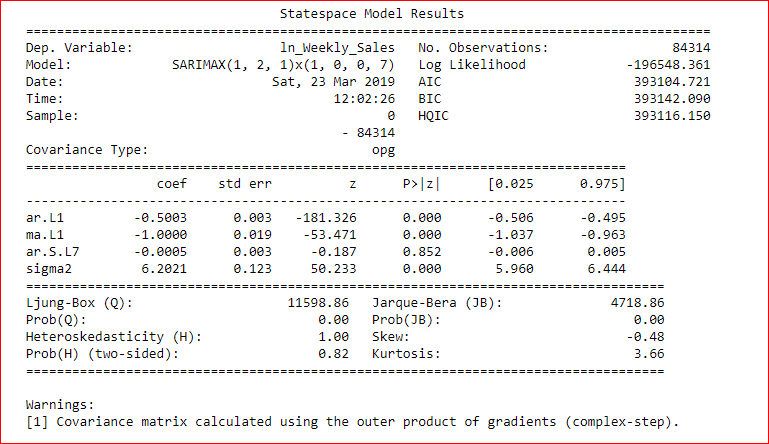 Statespace Model Results
==============================================================================
Dep. Variable: ln_Weekly_Sales No. Observations: 84314
Model: SARIMAX(1, 2, 1)x(1, 0, 0, 7) Log Likelihood -196548.361
Date: Sat, 23 Mar 2019 AIC 393104.721
Time: 12:02:26 BIC 393142.090
Sample: 0 HQIC 393116.150
- 84314
Covariance Type: opg
==============================================================================
coef std err z P>|z| [0.025 0.975]
------------------------------------------------------------------------------
ar.L1 -0.5003 0.003 -181.326 0.000 -0.506 -0.495
ma.L1 -1.0000 0.019 -53.471 0.000 -1.037 -0.963
ar.S.L7 -0.0005 0.003 -0.187 0.852 -0.006 0.005
sigma2 6.2021 0.123 50.233 0.000 5.960 6.444
==============================================================================
Ljung-Box (Q): 11598.86 Jarque-Bera (JB): 4718.86
Prob(Q): 0.00 Prob(JB): 0.00
Heteroskedasticity (H): 1.00 Skew: -0.48
Prob(H) (two-sided): 0.82 Kurtosis: 3.66
==============================================================================
Warnings:
[1] Covariance matrix calculated using the outer product of gradients (complex-step).